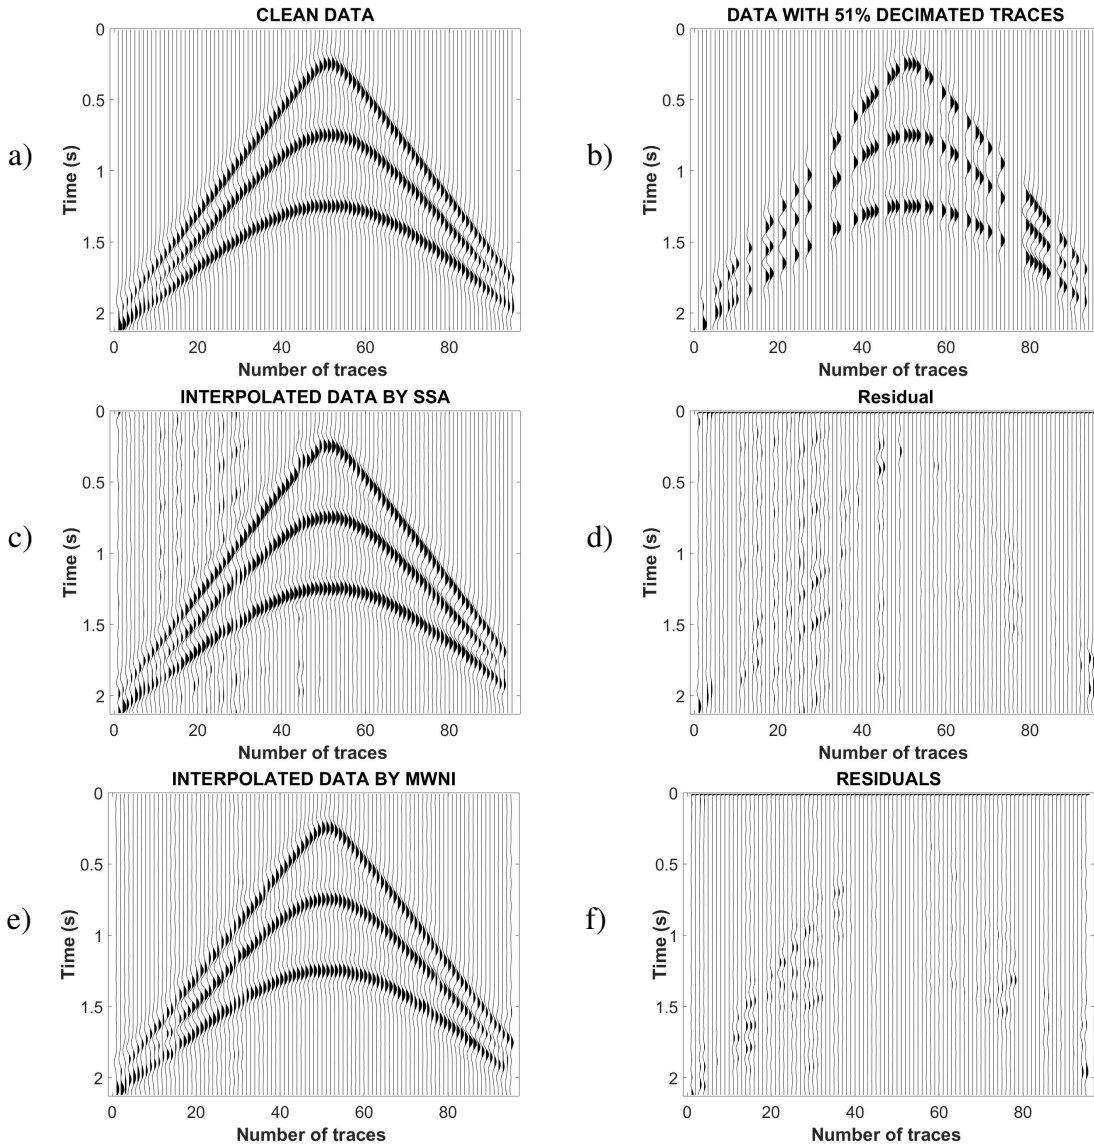 CLEAN DATA
a)
Time (s)
0
0.5
1
1.5
2
0 20 40 60 80
Number of traces
DATA WITH 51% DECIMATED TRACES
b)
Time (s)
0
0.5
1
1.5
2
0 20 40 60 80
Number of traces
INTERPOLATED DATA BY SSA
c)
Time (s)
0
0.5
1
1.5
2
0 20 40 60 80
Number of traces
Residual
d)
Time (s)
0
0.5
1
1.5
2
0 20 40 60 80
Number of traces
INTERPOLATED DATA BY MWNI
e)
Time (s)
0
0.5
1
1.5
2
0 20 40 60 80
Number of traces
RESIDUALS
f)
Time (s)
0
0.5
1
1.5
2
0 20 40 60 80
Number of traces